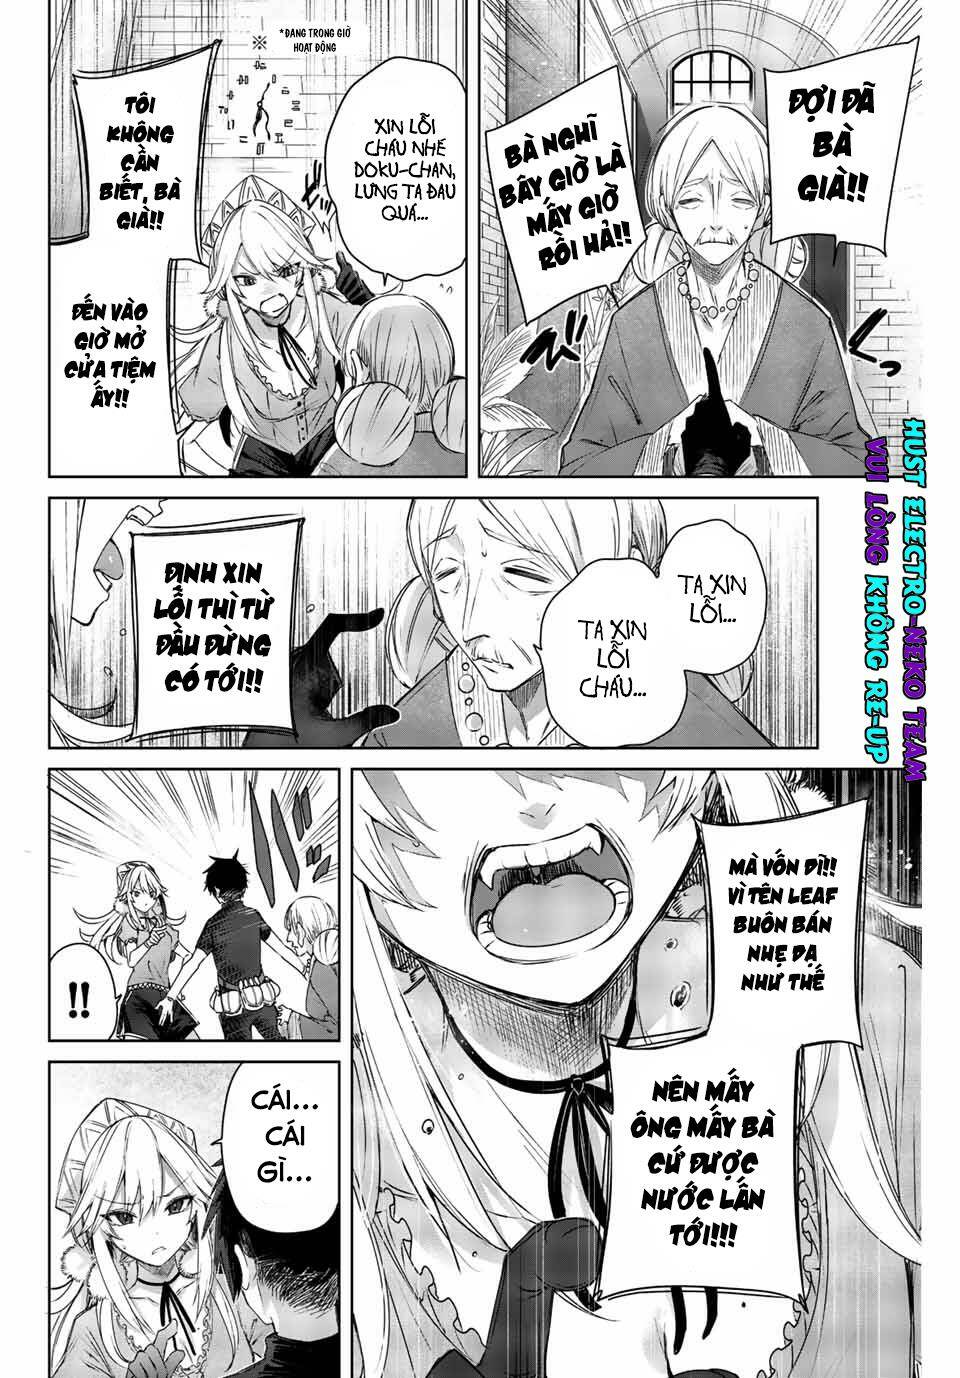 ĐỢI ĐÃ
BÀ
GIÀ!!
BÀ NGHĨ
BÂY GIỜ LÀ
MẤY GIỜ
RỒI HẢ!!
*ĐANG TRONG GIỜ
HOẠT ĐỘNG
XIN LỖI
CHÁU NHÉ
DOKU-CHAN,
LƯNG TA ĐAU
QUÁ...
TÔI
KHÔNG
CẦN
BIẾT, BÀ
GIÀ!!
ĐẾN VÀO
GIỜ MỞ
CỬA TIỆM
ẤY!!
HUST ELECTRO-NEKO TEAM
VUI LÒNG KHÔNG RE-UP
TA XIN
LỖI...
TA XIN
LỖI
CHÁU...
ĐỊNH XIN
LỖI THÌ TỪ
ĐẦU ĐỪNG
CÓ TỚI!!
MÀ VỐN DĨ!!
VÌ TÊN LEAF
BUÔN BÁN
NHẸ DẠ
NHƯ THẾ
NÊN MẤY
ÔNG MẤY BÀ
CỨ ĐƯỢC
NƯỚC LẤN
TỚI!!!
!!
CÁI...
CÁI
GÌ...